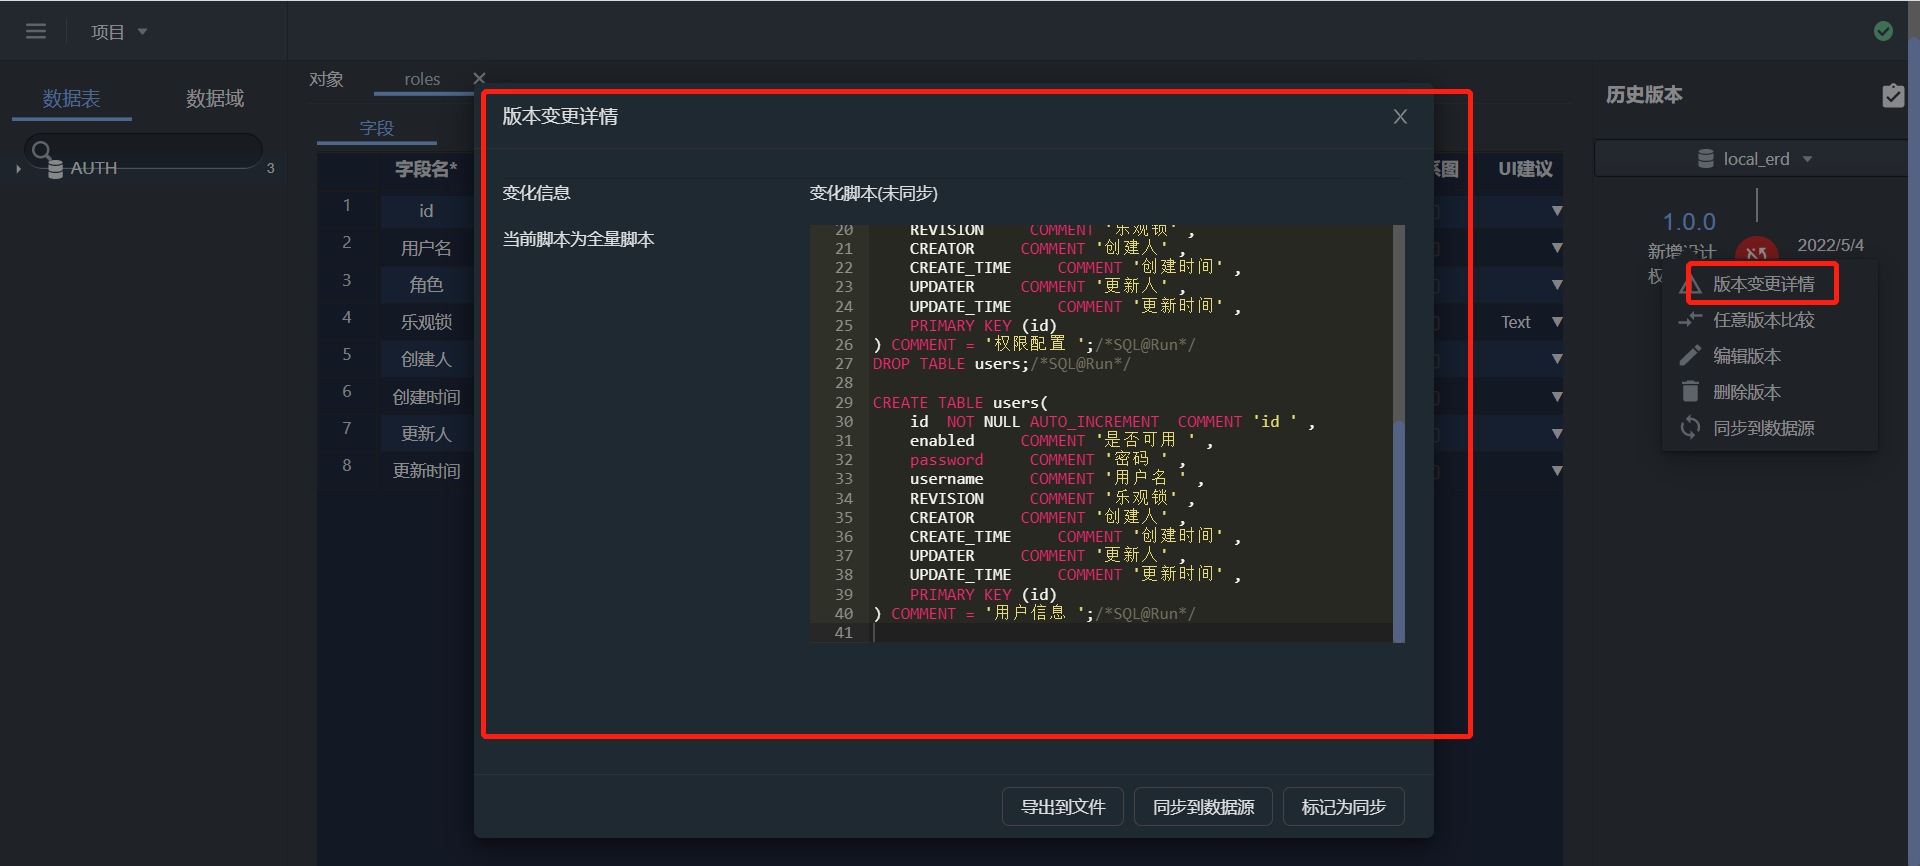 项目
数据表
数据域
AUTH
3
对象
roles
字段
字段名*
系图
UI建议
1
id
2
用户名
3
角色
4
乐观锁
Text
5
创建人
6
创建时间
7
更新人
8
更新时间
版本变更详情
变化信息
当前脚本为全量脚本
变化脚本(未同步)
20 REVISION COMMENT '乐观锁' ,
21 CREATOR COMMENT '创建人' ,
22 CREATE_TIME COMMENT '创建时间' ,
23 UPDATER COMMENT '更新人' ,
24 UPDATE_TIME COMMENT '更新时间' ,
25 PRIMARY KEY (id)
26 ) COMMENT = '权限配置 ';/*SQL@Run*/
27 DROP TABLE users;/*SQL@Run*/
28
29 CREATE TABLE users(
30 id NOT NULL AUTO_INCREMENT COMMENT 'id ' ,
31 enabled COMMENT '是否可用 ' ,
32 password COMMENT '密码 ' ,
33 username COMMENT '用户名 ' ,
34 REVISION COMMENT '乐观锁' ,
35 CREATOR COMMENT '创建人' ,
36 CREATE_TIME COMMENT '创建时间' ,
37 UPDATER COMMENT '更新人' ,
38 UPDATE_TIME COMMENT '更新时间' ,
39 PRIMARY KEY (id)
40 ) COMMENT = '用户信息 ';/*SQL@Run*/
41
导出到文件
同步到数据源
标记为同步
历史版本
local_erd
1.0.0
新增设计
权
2022/5/4
版本变更详情
任意版本比较
编辑版本
删除版本
同步到数据源